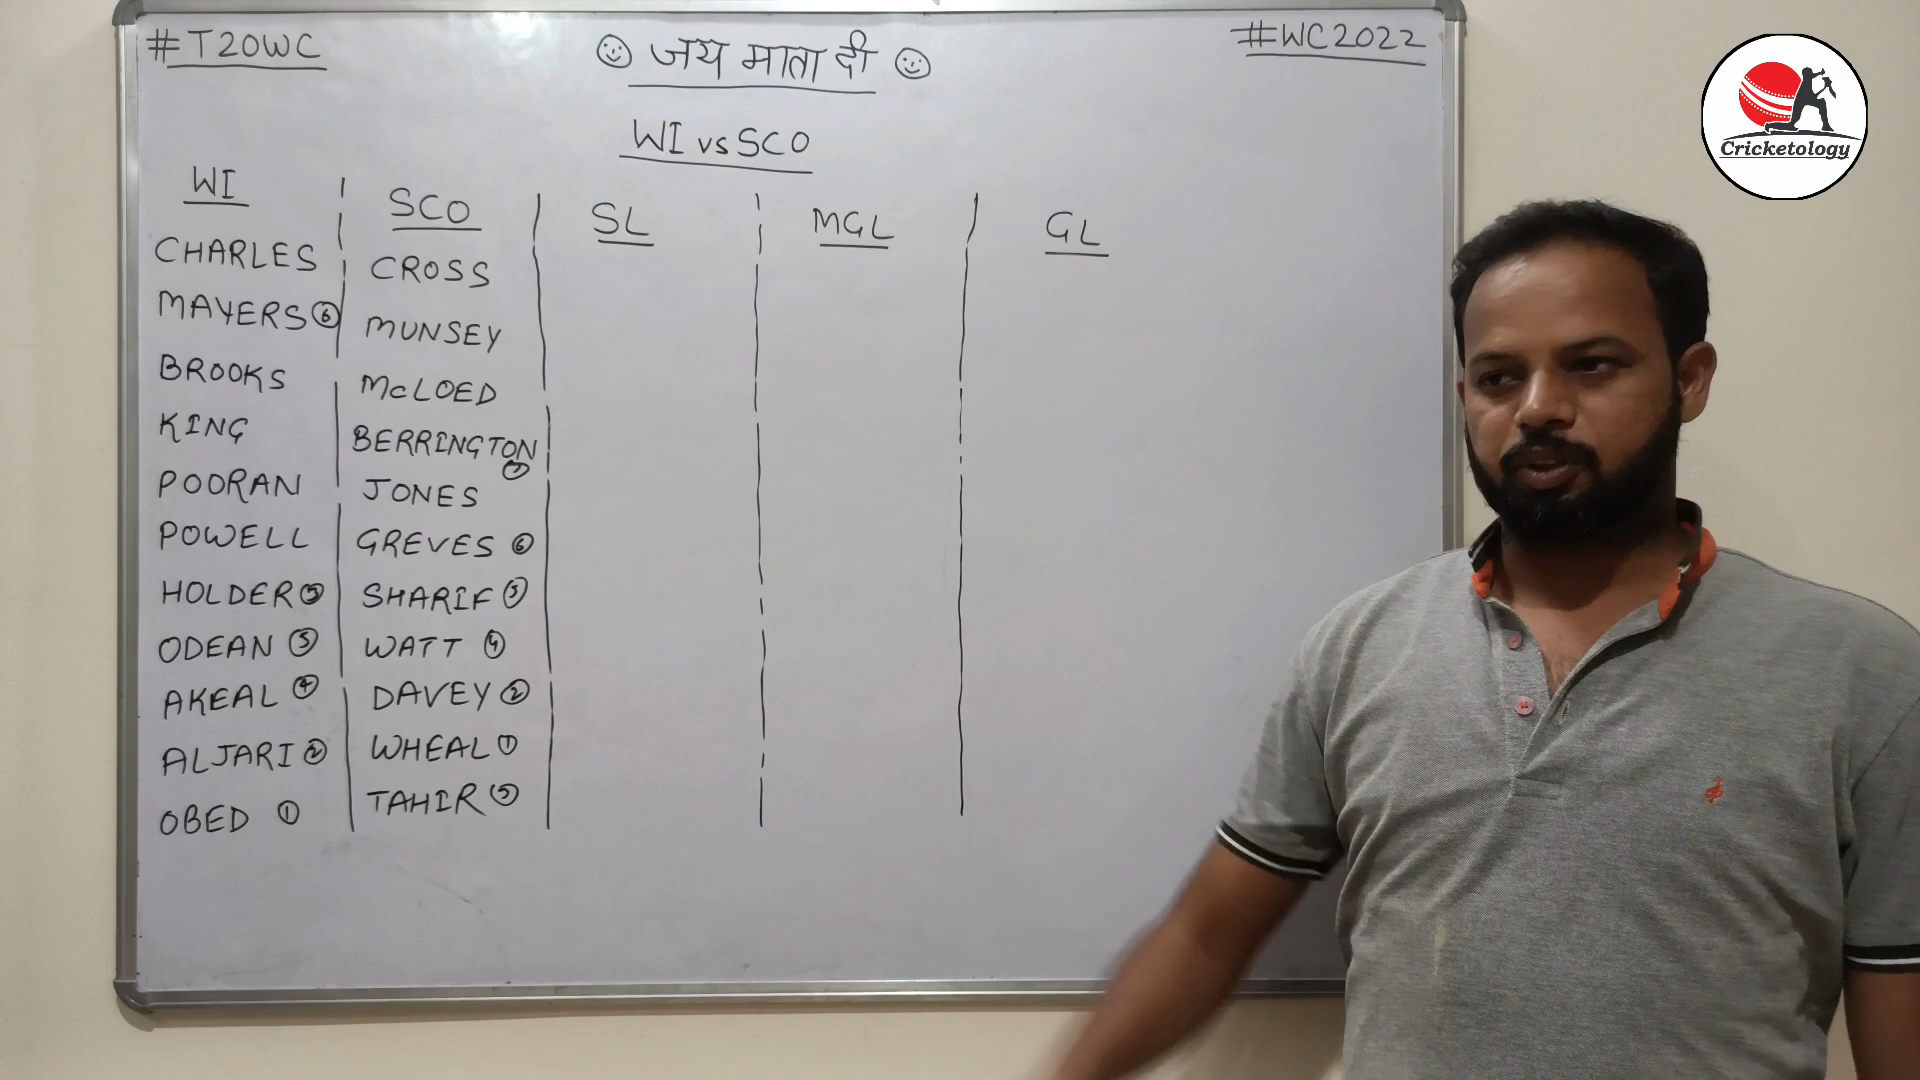 #T20WC
जय माता दी
#WC2022
Cricketology
WI vs SCO
WI
CHARLES
MAYERS ⑥
BROOKS
KING
POORAN
POWELL
HOLDER ⑤
ODEAN ③
AKEAL ④
ALJARI ②
OBED ①
SCO
CROSS
MUNSEY
McLOED
BERRINGTON
JONES
GREVES ⑥
SHARIF ③
WATT ④
DAVEY ②
WHEAL ①
TAHIR ⑤
SL
MGL
GL